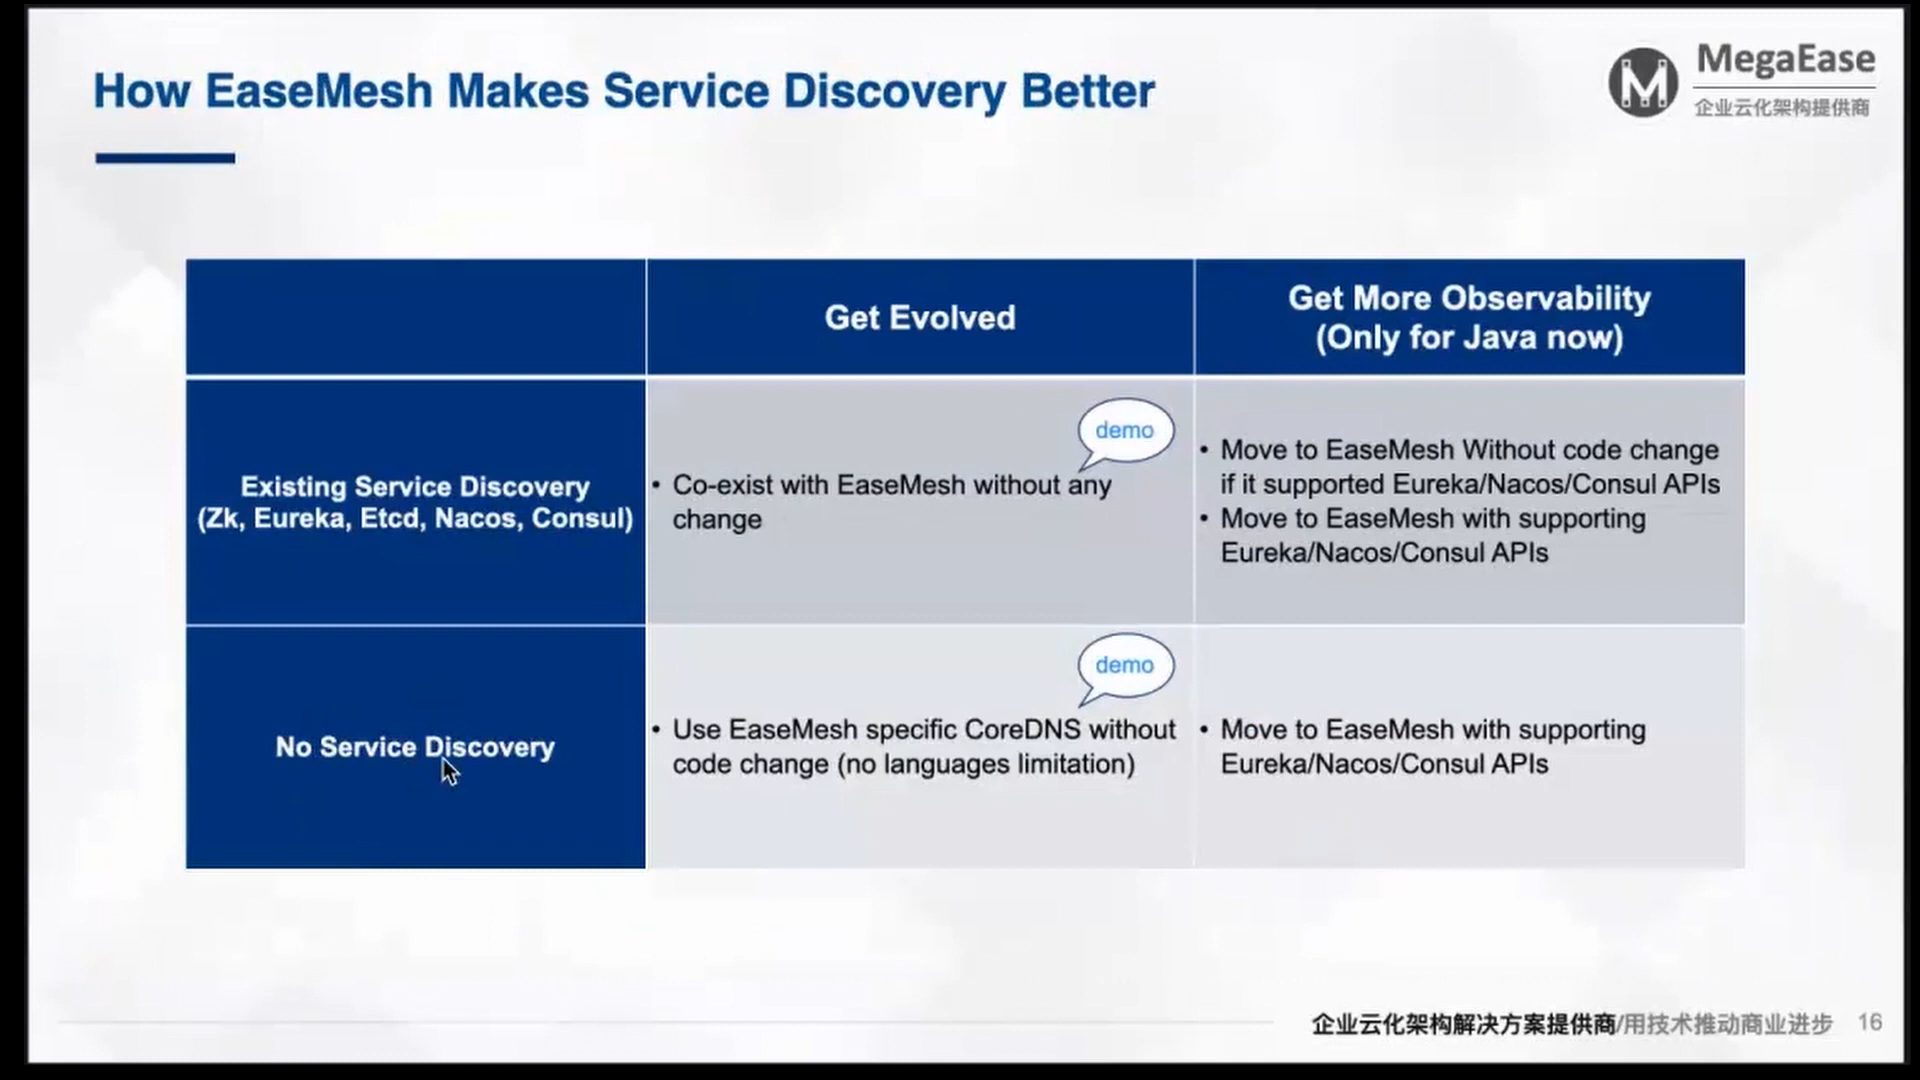 How EaseMesh Makes Service Discovery Better
MegaEase
企业云化架构提供商
Get Evolved
Get More Observability
(Only for Java now)
Existing Service Discovery
(Zk, Eureka, Etcd, Nacos, Consul)
demo
• Co-exist with EaseMesh without any
change
• Move to EaseMesh Without code change
if it supported Eureka/Nacos/Consul APIs
• Move to EaseMesh with supporting
Eureka/Nacos/Consul APIs
No Service Discovery
demo
• Use EaseMesh specific CoreDNS without
code change (no languages limitation)
• Move to EaseMesh with supporting
Eureka/Nacos/Consul APIs
企业云化架构解决方案提供商/用技术推动商业进步 16